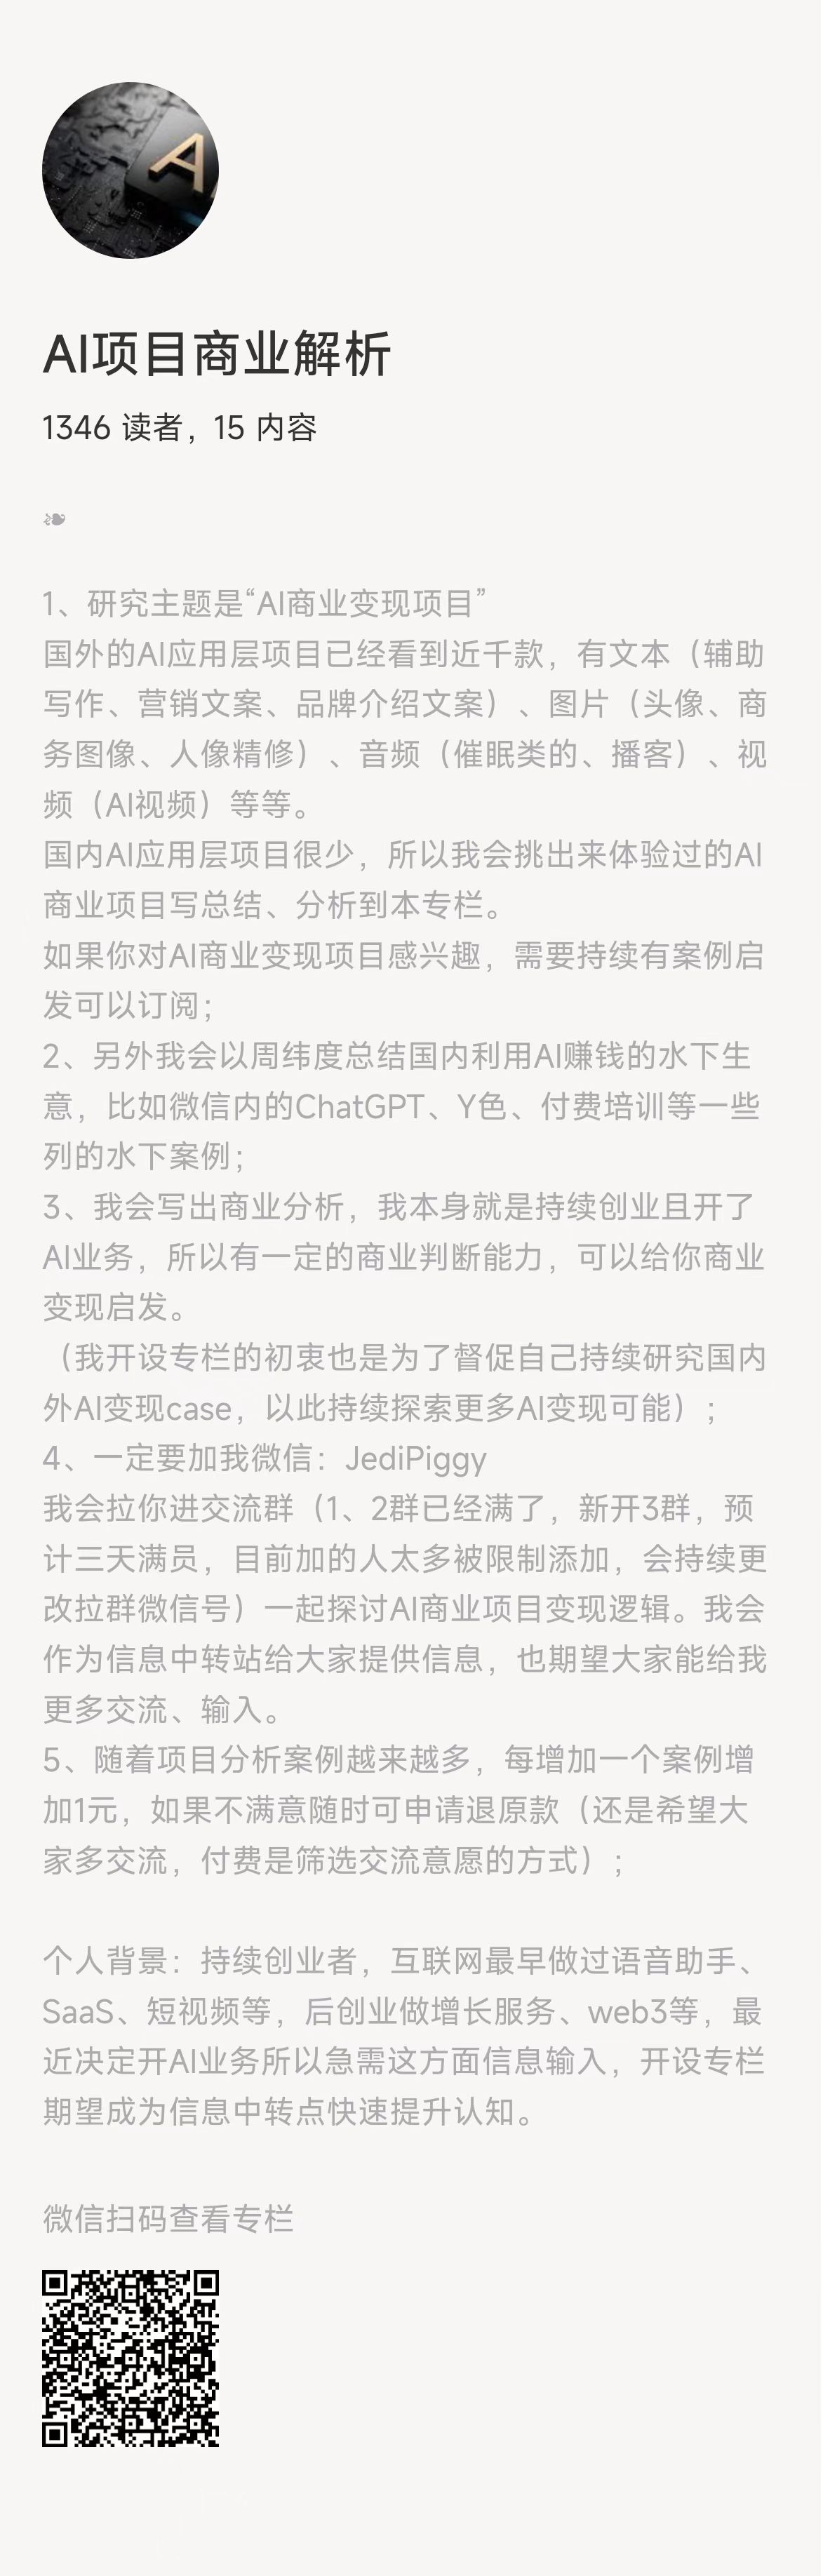 A
AI项目商业解析
1346 读者，15 内容
❧
1、研究主题是“AI商业变现项目”
国外的AI应用层项目已经看到近千款，有文本（辅助
写作、营销文案、品牌介绍文案）、图片（头像、商
务图像、人像精修）、音频（催眠类的、播客）、视
频（AI视频）等等。
国内AI应用层项目很少，所以我会挑出来体验过的AI
商业项目写总结、分析到本专栏。
如果你对AI商业变现项目感兴趣，需要持续有案例启
发可以订阅；
2、另外我会以周纬度总结国内利用AI赚钱的水下生
意，比如微信内的ChatGPT、Y色、付费培训等一些
列的水下案例；
3、我会写出商业分析，我本身就是持续创业且开了
AI业务，所以有一定的商业判断能力，可以给你商业
变现启发。
（我开设专栏的初衷也是为了督促自己持续研究国内
外AI变现case，以此持续探索更多AI变现可能）；
4、一定要加我微信：JediPiggy
我会拉你进交流群（1、2群已经满了，新开3群，预
计三天满员，目前加的人太多被限制添加，会持续更
改拉群微信号）一起探讨AI商业项目变现逻辑。我会
作为信息中转站给大家提供信息，也期望大家能给我
更多交流、输入。
5、随着项目分析案例越来越多，每增加一个案例增
加1元，如果不满意随时可申请退原款（还是希望大
家多交流，付费是筛选交流意愿的方式）；
个人背景：持续创业者，互联网最早做过语音助手、
SaaS、短视频等，后创业做增长服务、web3等，最
近决定开AI业务所以急需这方面信息输入，开设专栏
期望成为信息中转点快速提升认知。
微信扫码查看专栏